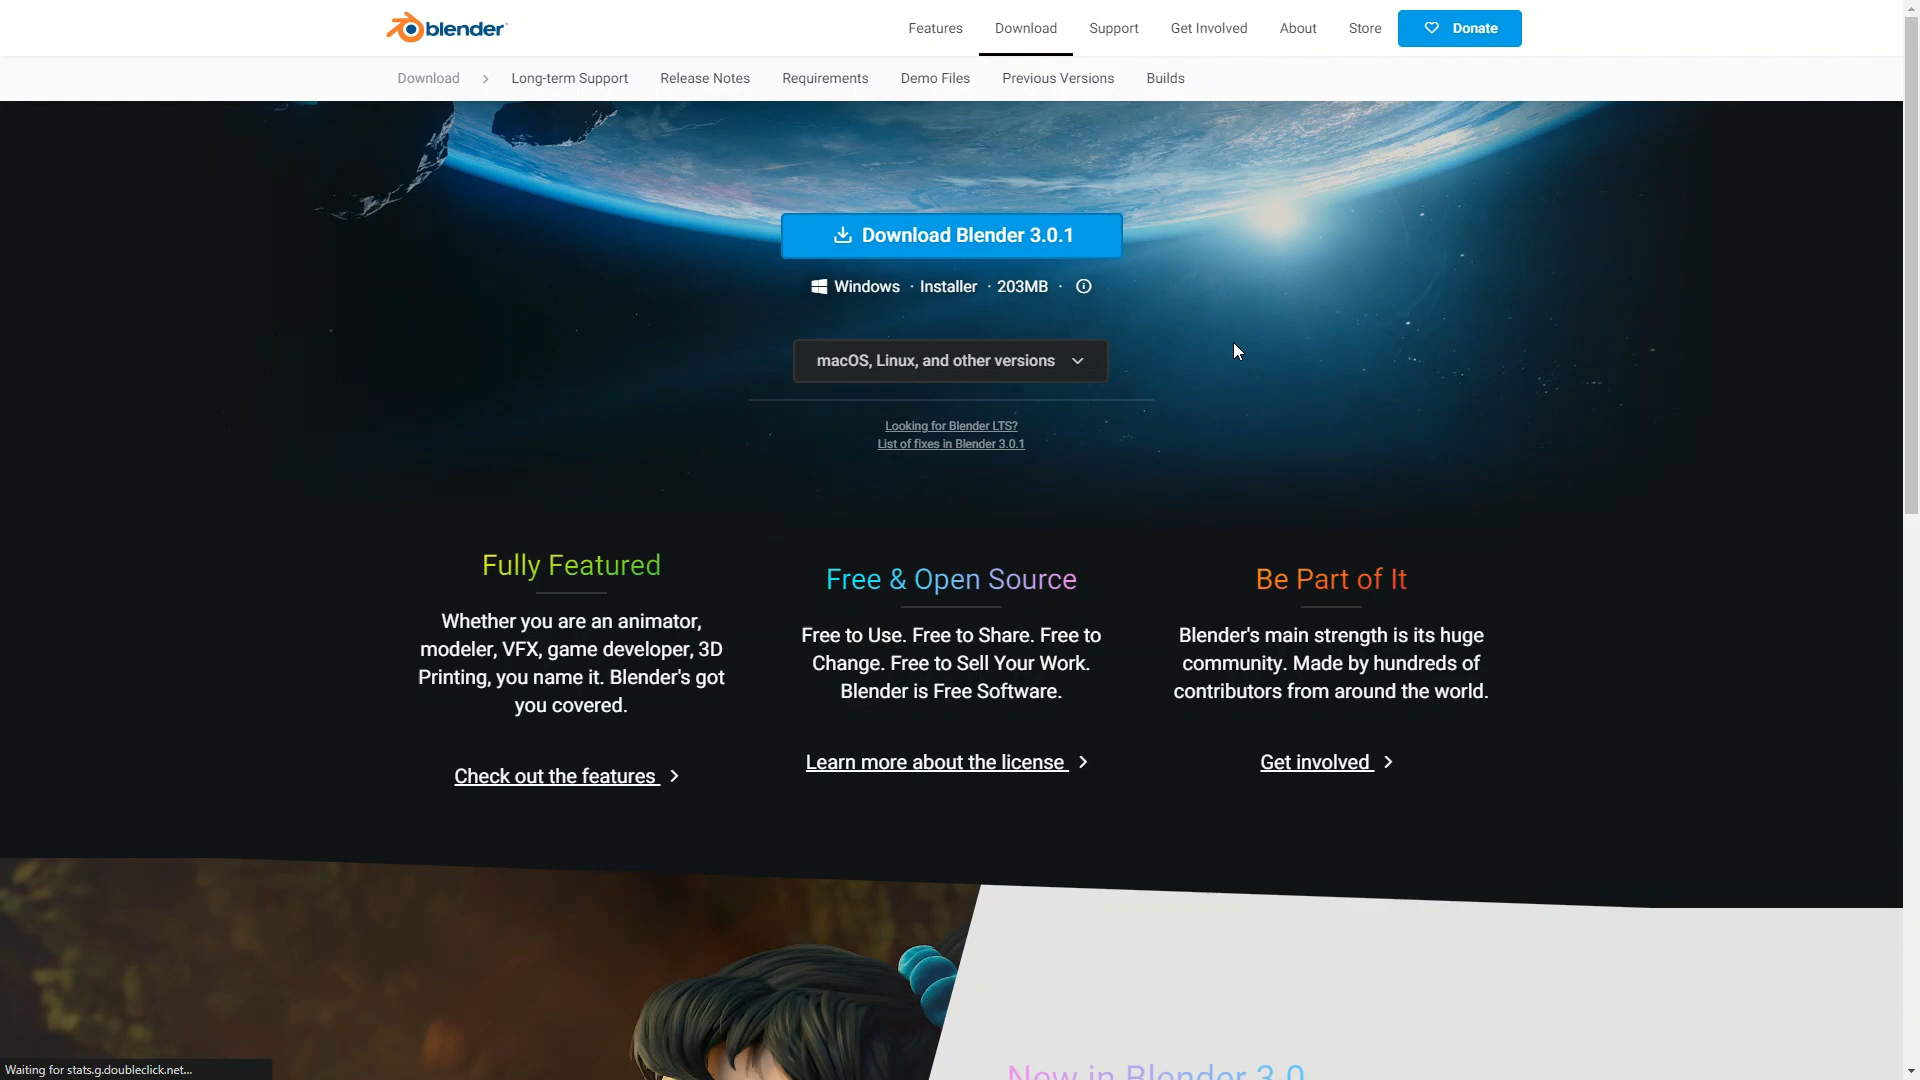 blender
Features Download Support Get Involved About Store Donate
Download Long-term Support Release Notes Requirements Demo Files Previous Versions Builds
Download Blender 3.0.1
Windows · Installer · 203MB ·
macOS, Linux, and other versions
Looking for Blender LTS?
List of fixes in Blender 3.0.1
Fully Featured
Whether you are an animator,
modeler, VFX, game developer, 3D
Printing, you name it. Blender's got
you covered.
Check out the features
Free & Open Source
Free to Use. Free to Share. Free to
Change. Free to Sell Your Work.
Blender is Free Software.
Learn more about the license
Be Part of It
Blender's main strength is its huge
community. Made by hundreds of
contributors from around the world.
Get involved
Now in Blender 3.0
Waiting for stats.g.doubleclick.net...